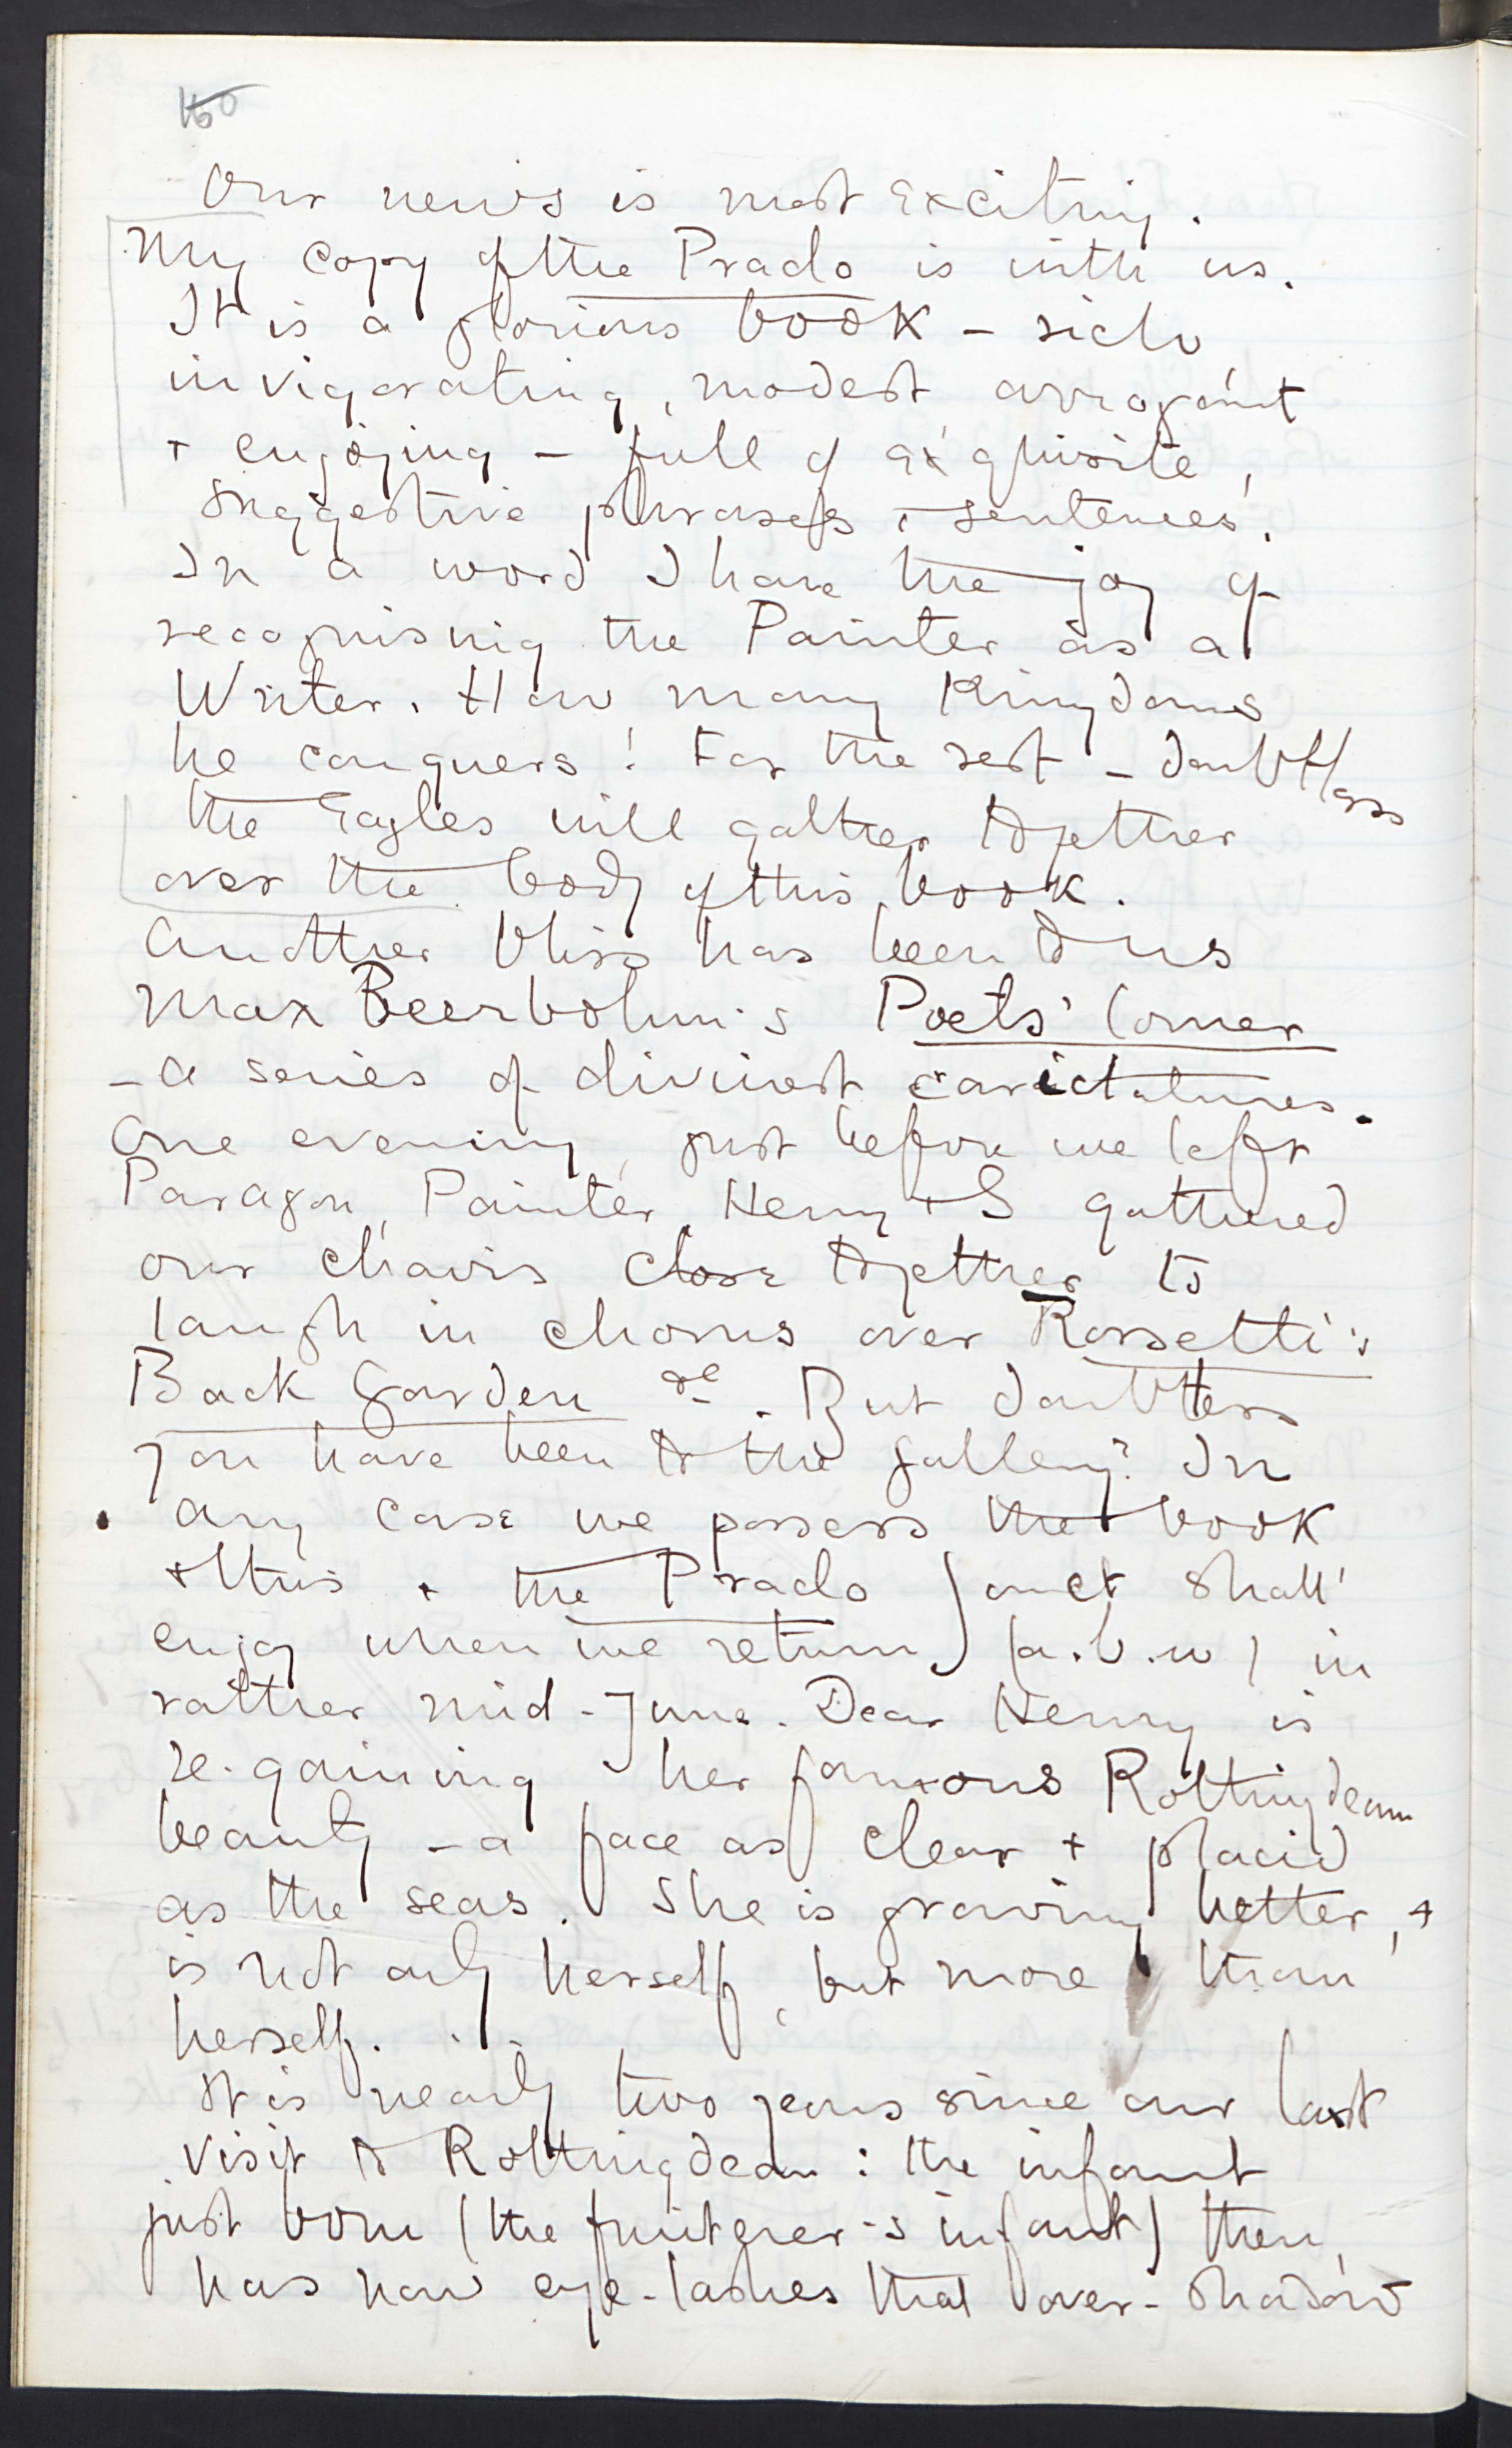 160
Our news is most exciting.
My copy of the Prado is with us.
It is a glorious book – rich
invigorating, modest arrogant
+ enjoying – full of exquisite,
suggestive phrases + sentences.
In a word I have the joy of
recognising the Painter as a
Writer. How many Kingdoms
he conquers! For the rest – doubtless
the Eagles will gather together
over the body of this book.
Another bliss has been to us
Max Beerbohm's Poets' Corner
– a series of divinest carictatures.
One evening, just before we left
Paragon, Painter, Henry + I gathered
our chairs close together to
laugh in chorus over Rossetti's
Back Garden &c. But doubtless
you have been to the gallery? In
any case we possess the book
+ this + the Prado you shall
enjoy when we return (a.b.w) in
rather mid-June. Dear Henry is
re-gaining her famous Rottingdean
beauty – a face as clear + placid
as the seas. She is growing better, +
is not only herself, but more than
herself. . . .
It is nearly two years since our last
visit to Rottingdean: the infant
just born (the fruiterer's infant) then,
has now eye-lashes that over-shadow